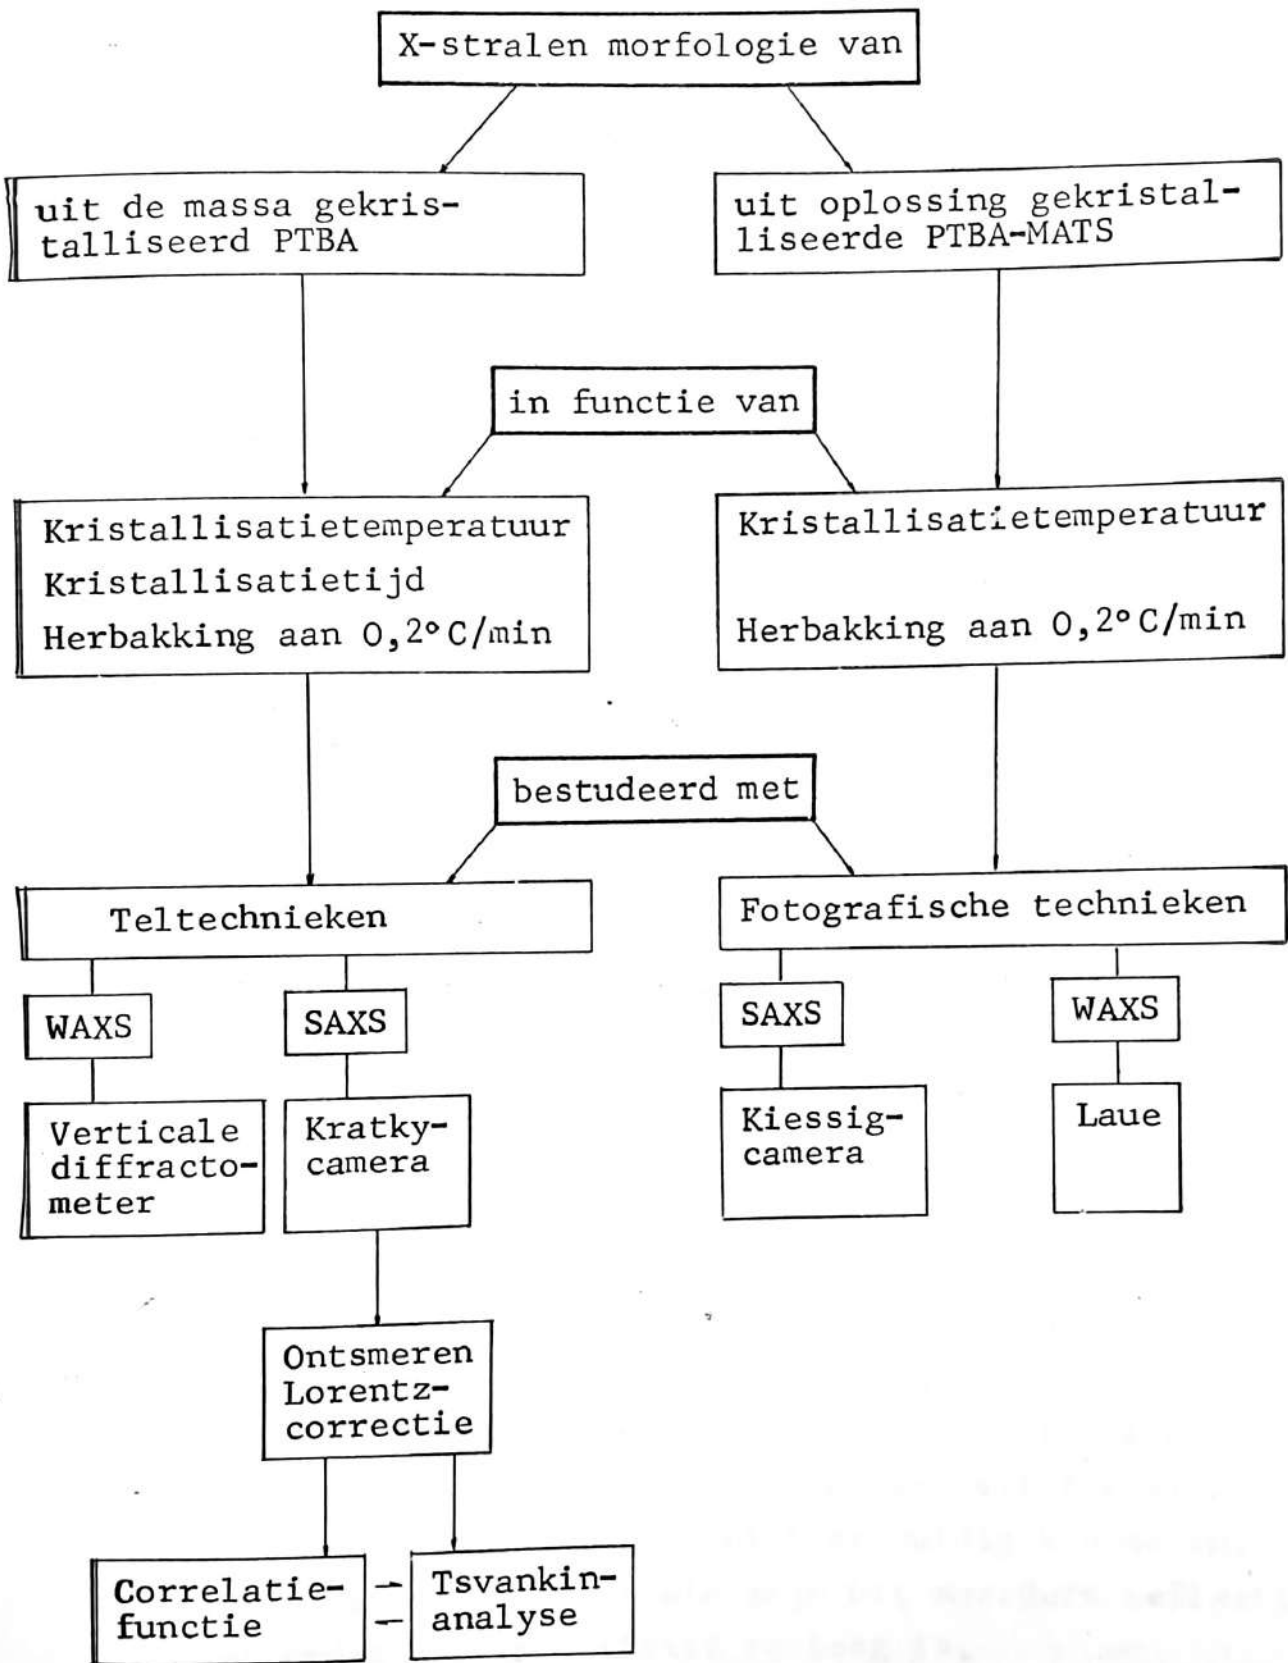 X-stralen morfologie van
uit de massa gekris-
talliseerd PTBA
uit oplossing gekristal-
liseerde PTBA-MATS
in functie van
Kristallisatietemperatuur
Kristallisatietijd
Herbakking aan 0,2°C/min
Kristallisatietemperatuur
Herbakking aan 0,2°C/min
bestudeerd met
Teltechnieken
Fotografische technieken
WAXS
SAXS
SAXS
WAXS
Verticale
diffracto-
meter
Kratky-
camera
Kiessig-
camera
Laue
Ontsmeren
Lorentz-
correctie
Correlatie-
functie
Tsvankin-
analyse